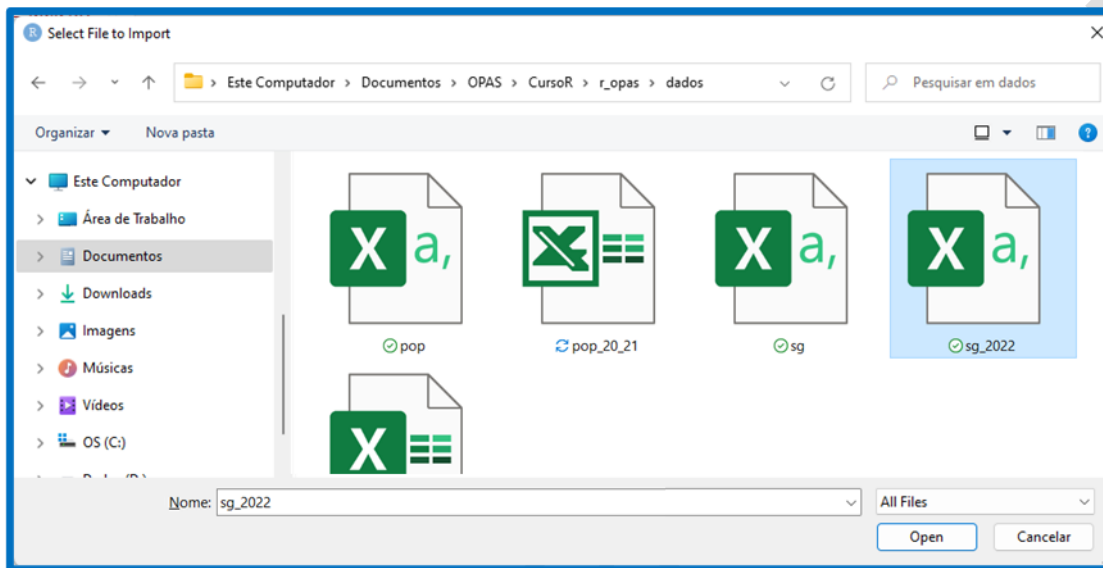 Select File to Import
Este Computador > Documentos > OPAS > CursoR > r_opas > dados
Pesquisar em dados
Organizar
Nova pasta
Este Computador
Área de Trabalho
Documentos
Downloads
Imagens
Músicas
Vídeos
OS (C:)
X a,
X
X a,
X a,
pop
pop_20_21
sg
sg_2022
X
Nome: sg_2022
All Files
Open
Cancelar